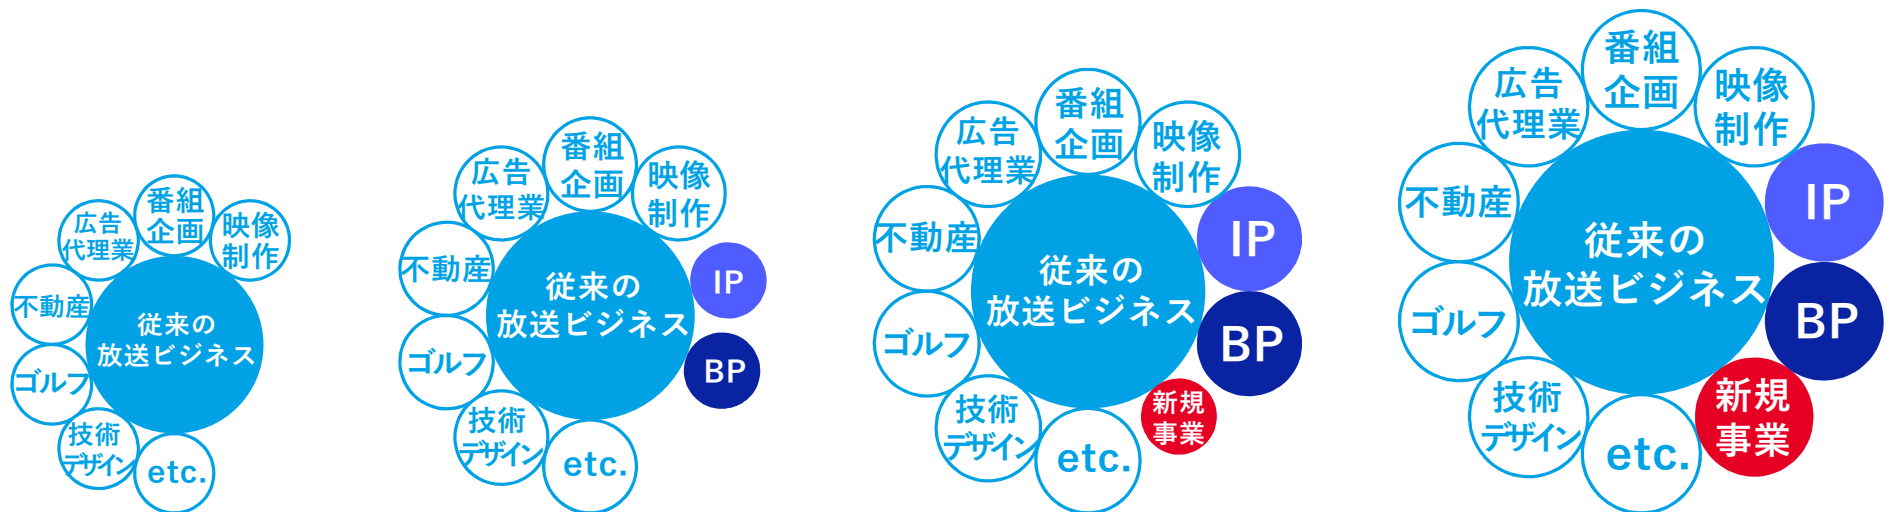 番組
企画
広告
代理業
映像
制作
不動産
従来の
放送ビジネス
ゴルフ
技術
デザイン
etc.
番組
企画
広告
代理業
映像
制作
不動産
IP
従来の
放送ビジネス
ゴルフ
BP
技術
デザイン
etc.
番組
企画
広告
代理業
映像
制作
不動産
IP
従来の
放送ビジネス
ゴルフ
BP
新規
事業
技術
デザイン
etc.
番組
企画
広告
代理業
映像
制作
不動産
IP
従来の
放送ビジネス
ゴルフ
BP
新規
事業
技術
デザイン
etc.